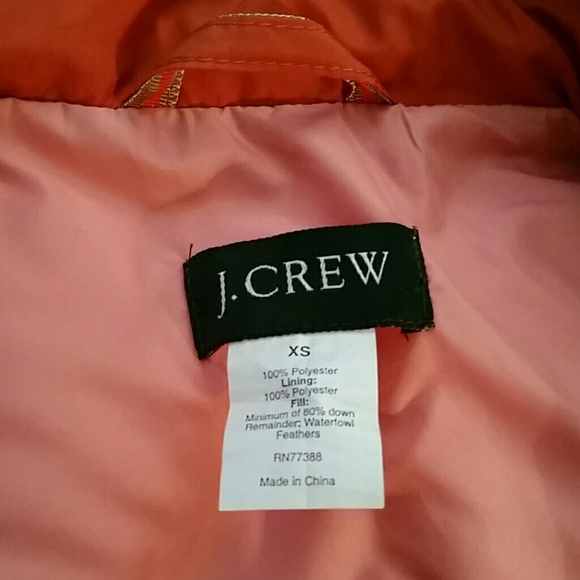 J.CREW
XS
100% Polyester
Lining:
100% Polyester
Fill:
Minimum of 80% down
Remainder: Waterfowl
Feathers
RN77388
Made in China